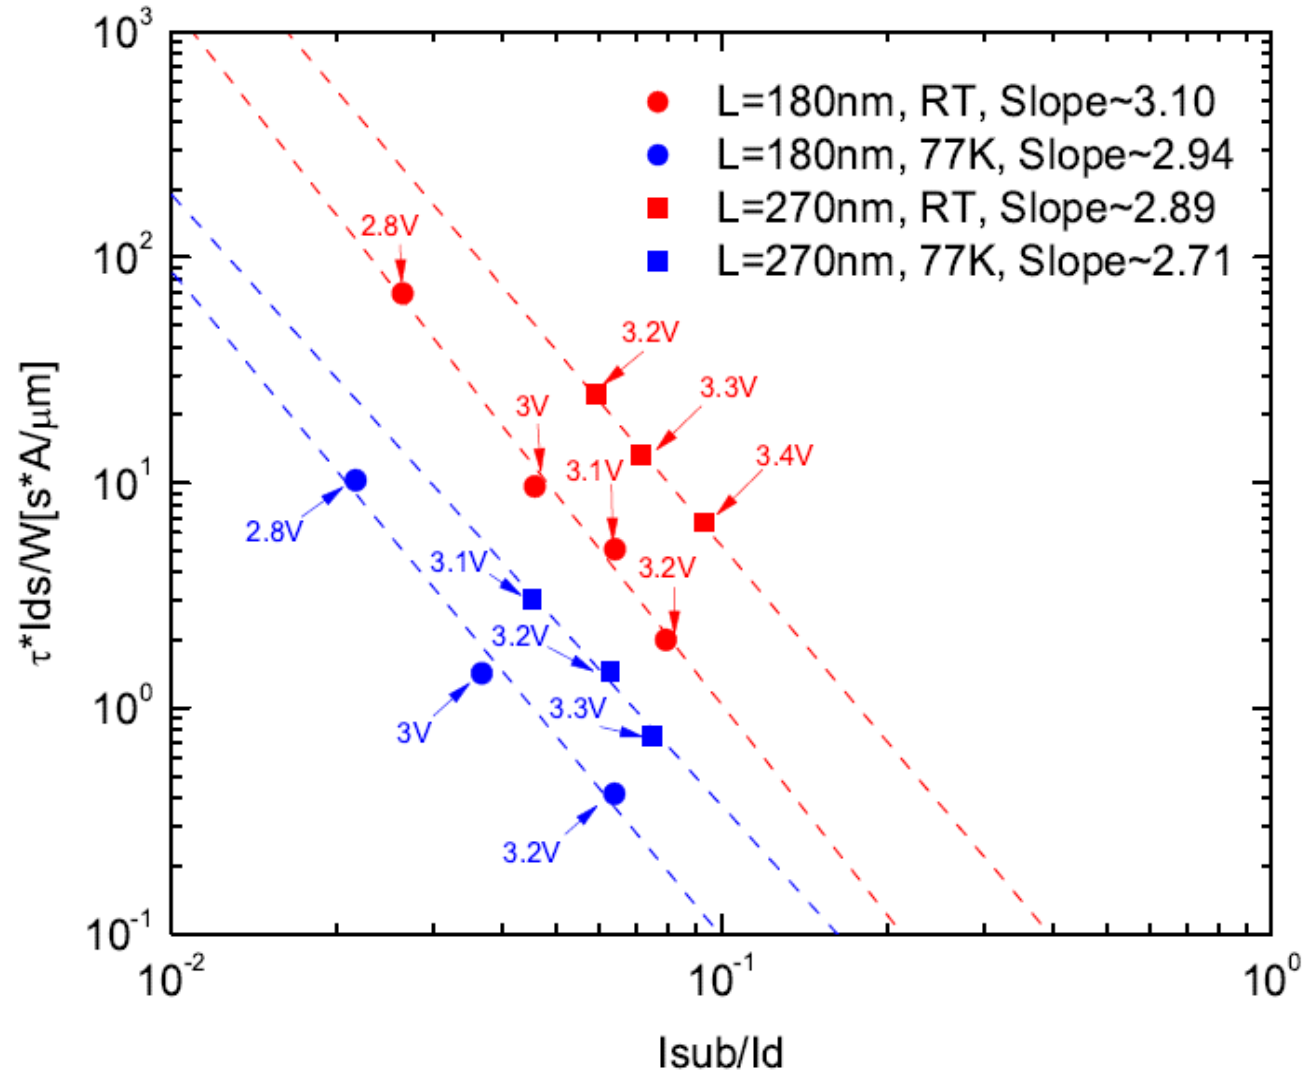 10³
10²
10¹
10⁰
10⁻¹
τ*Ids/W[s*A/μm]
L=180nm, RT, Slope~3.10
L=180nm, 77K, Slope~2.94
L=270nm, RT, Slope~2.89
L=270nm, 77K, Slope~2.71
2.8V
3.2V
3.3V
3V
3.1V
3.4V
2.8V
3.1V
3.2V
3.2V
3.3V
3V
3.2V
10⁻²
10⁻¹
10⁰
Isub/Id